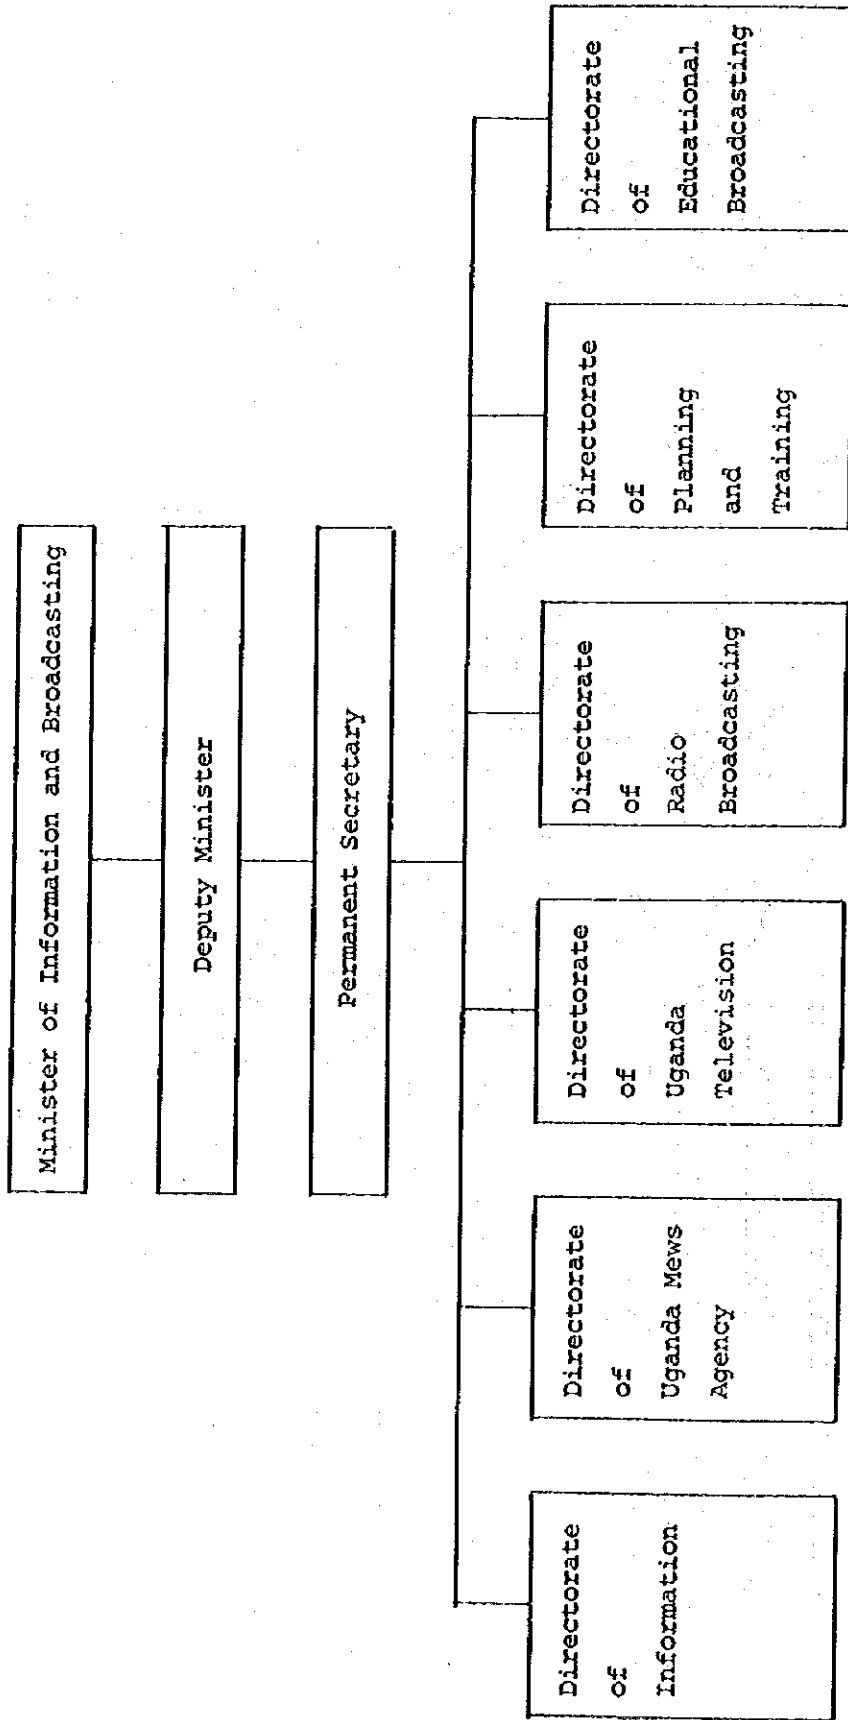 Minister of Information and Broadcasting
Deputy Minister
Permanent Secretary
Directorate
of
Information
Directorate
of
Uganda Mews
Agency
Directorate
of
Uganda
Television
Directorate
of
Radio
Broadcasting
Directorate
of
Planning
and
Training
Directorate
of
Educational
Broadcasting